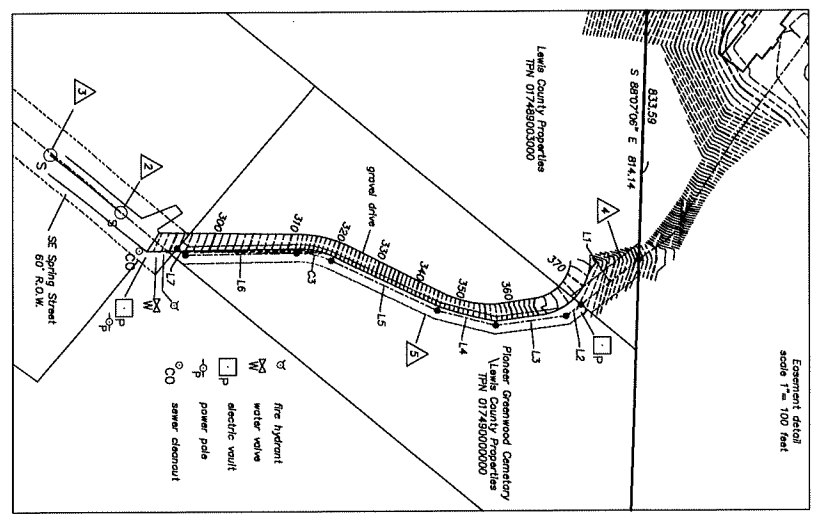 Easement detail
scale 1"= 100 feet
833.59
S 88°07'06" E 814.14
Lewis County Properties
TPN 017489003000
4
L1
370
P
L2
L3
360
350
L4
340
5
330
L5
320
gravel drive
C3
310
L6
300
L7
Pioneer Greenwood Cemetary
\Lewis County Properties
TPN 017490000000
3
S
2
S
CO
W
P
P
SE Spring Street
60' R.O.W.
fire hydrant
W water valve
P electric vault
P power pole
CO sewer cleanout